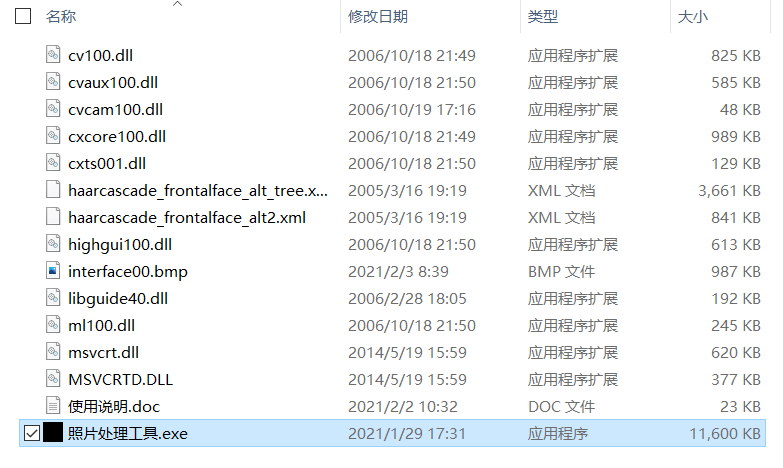 名称 修改日期 类型 大小
cv100.dll 2006/10/18 21:49 应用程序扩展 825 KB
cvaux100.dll 2006/10/18 21:50 应用程序扩展 585 KB
cvcam100.dll 2006/10/19 17:16 应用程序扩展 48 KB
cxcore100.dll 2006/10/18 21:49 应用程序扩展 989 KB
cxts001.dll 2006/10/18 21:50 应用程序扩展 129 KB
haarcascade_frontalface_alt_tree.x... 2005/3/16 19:19 XML 文档 3,661 KB
haarcascade_frontalface_alt2.xml 2005/3/16 19:19 XML 文档 841 KB
highgui100.dll 2006/10/18 21:50 应用程序扩展 613 KB
interface00.bmp 2021/2/3 8:39 BMP 文件 987 KB
libguide40.dll 2006/2/28 18:05 应用程序扩展 192 KB
ml100.dll 2006/10/18 21:50 应用程序扩展 245 KB
msvcrt.dll 2014/5/19 15:59 应用程序扩展 620 KB
MSVCRTD.DLL 2014/5/19 15:59 应用程序扩展 377 KB
使用说明.doc 2021/2/2 10:32 DOC 文件 23 KB
照片处理工具.exe 2021/1/29 17:31 应用程序 11,600 KB